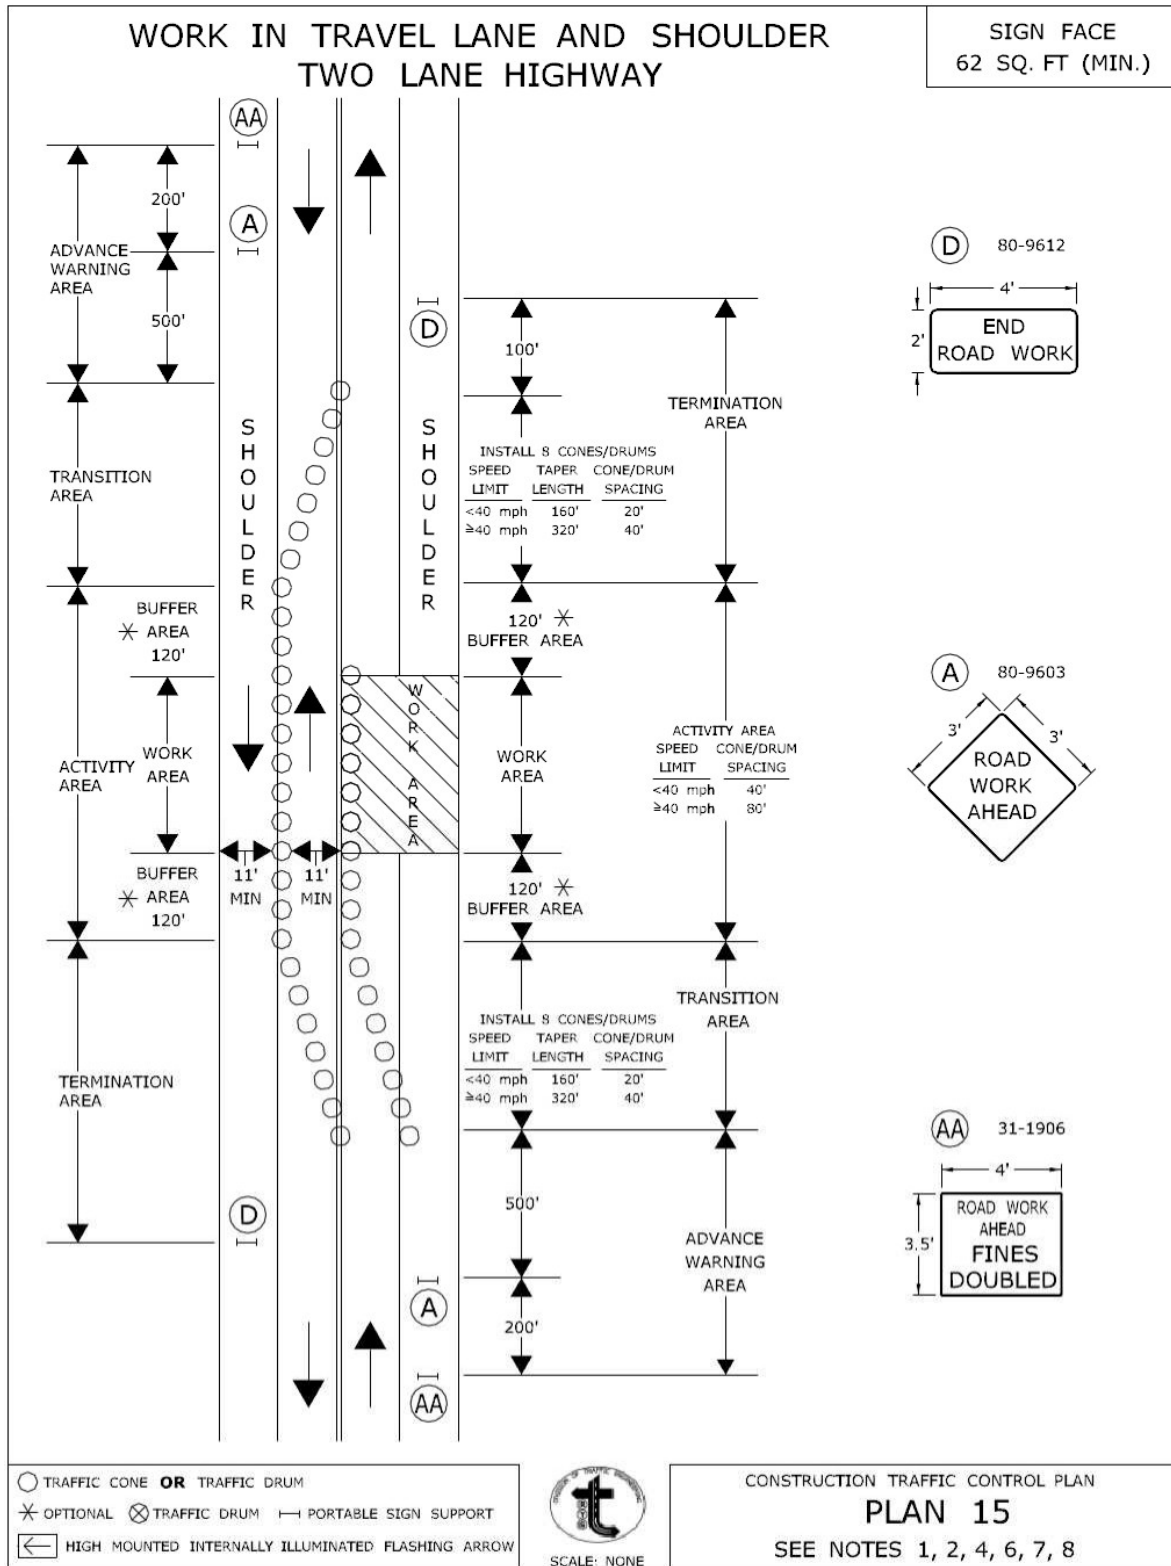 WORK IN TRAVEL LANE AND SHOULDER
TWO LANE HIGHWAY
SIGN FACE
62 SQ. FT (MIN.)
AA
200'
A
ADVANCE
WARNING
AREA
500'
D
100'
TERMINATION
AREA
SHOULDER
SHOULDER
INSTALL 8 CONES/DRUMS
SPEED LIMIT TAPER LENGTH CONE/DRUM SPACING
<40 mph 160' 20'
≥40 mph 320' 40'
TRANSITION
AREA
BUFFER
* AREA
120'
120' *
BUFFER AREA
WORK AREA
WORK
AREA
ACTIVITY
AREA
WORK
AREA
ACTIVITY AREA
SPEED LIMIT CONE/DRUM SPACING
<40 mph 40'
≥40 mph 80'
11'
MIN
11'
MIN
BUFFER
* AREA
120'
120' *
BUFFER AREA
TRANSITION
AREA
INSTALL 8 CONES/DRUMS
SPEED LIMIT TAPER LENGTH CONE/DRUM SPACING
<40 mph 160' 20'
≥40 mph 320' 40'
TERMINATION
AREA
D
500'
ADVANCE
WARNING
AREA
A
200'
AA
D 80-9612
4'
2'
END
ROAD WORK
A 80-9603
3' 3'
ROAD
WORK
AHEAD
AA 31-1906
4'
3.5'
ROAD WORK
AHEAD
FINES
DOUBLED
TRAFFIC CONE OR TRAFFIC DRUM
* OPTIONAL TRAFFIC DRUM PORTABLE SIGN SUPPORT
HIGH MOUNTED INTERNALLY ILLUMINATED FLASHING ARROW
DIVISION OF TRAFFIC ENGINEERING
t
SCALE: NONE
CONSTRUCTION TRAFFIC CONTROL PLAN
PLAN 15
SEE NOTES 1, 2, 4, 6, 7, 8